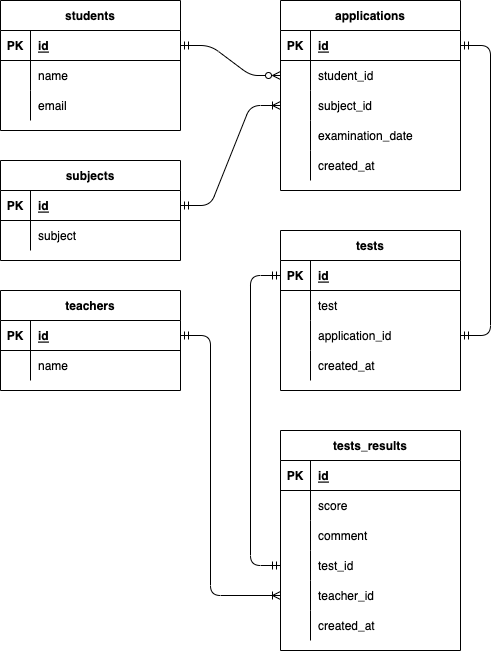 students
PK id
name
email
subjects
PK id
subject
teachers
PK id
name
applications
PK id
student_id
subject_id
examination_date
created_at
tests
PK id
test
application_id
created_at
tests_results
PK id
score
comment
test_id
teacher_id
created_at